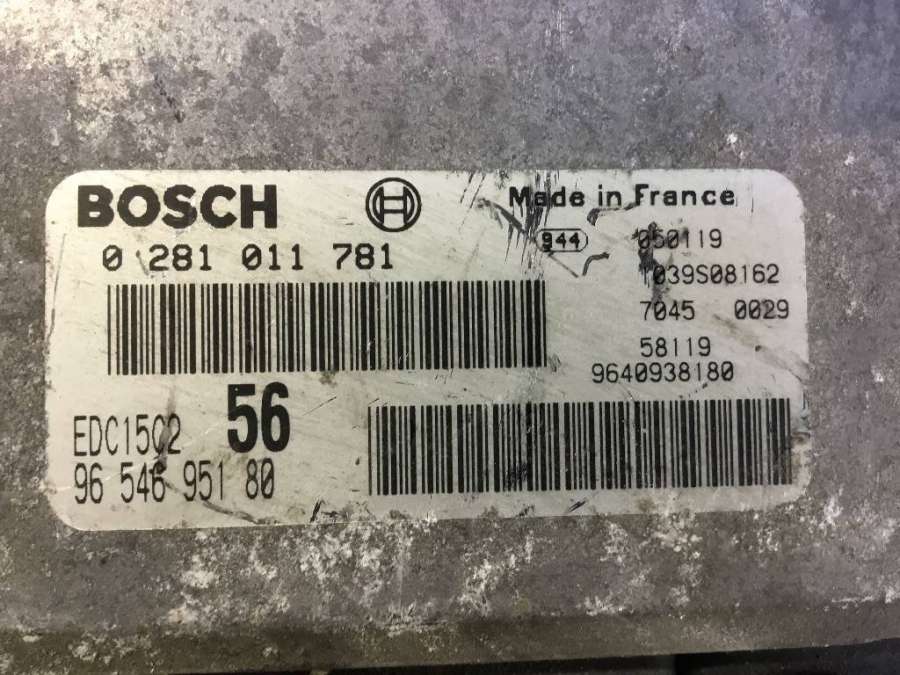 BOSCH
Made in France
0 281 011 781
944
050119
1039S08162
7045 0029
58119
9640938180
56
EDC15C2
96 546 951 80